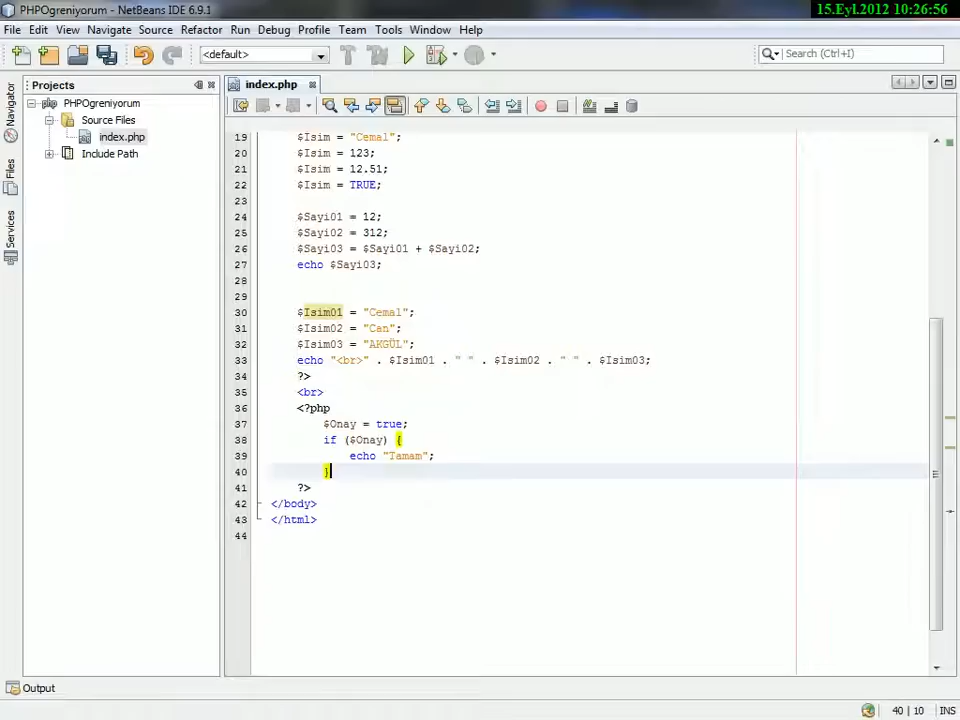 PHPOgreniyorum - NetBeans IDE 6.9.1
15.Eyl.2012 10:26:56
File Edit View Navigate Source Refactor Run Debug Profile Team Tools Window Help
<default>
Search (Ctrl+I)
Projects
index.php
Navigator
Files
Services
PHPOgreniyorum
Source Files
index.php
Include Path
19 $Isim = "Cemal";
20 $Isim = 123;
21 $Isim = 12.51;
22 $Isim = TRUE;
23
24 $Sayi01 = 12;
25 $Sayi02 = 312;
26 $Sayi03 = $Sayi01 + $Sayi02;
27 echo $Sayi03;
28
29
30 $Isim01 = "Cemal";
31 $Isim02 = "Can";
32 $Isim03 = "AKGÜL";
33 echo "<br>" . $Isim01 . " " . $Isim02 . " " . $Isim03;
34 ?>
35 <br>
36 <?php
37 $Onay = true;
38 if ($Onay) {
39 echo "Tamam";
40 }
41 ?>
42 </body>
43 </html>
44
Output
40 | 10 INS